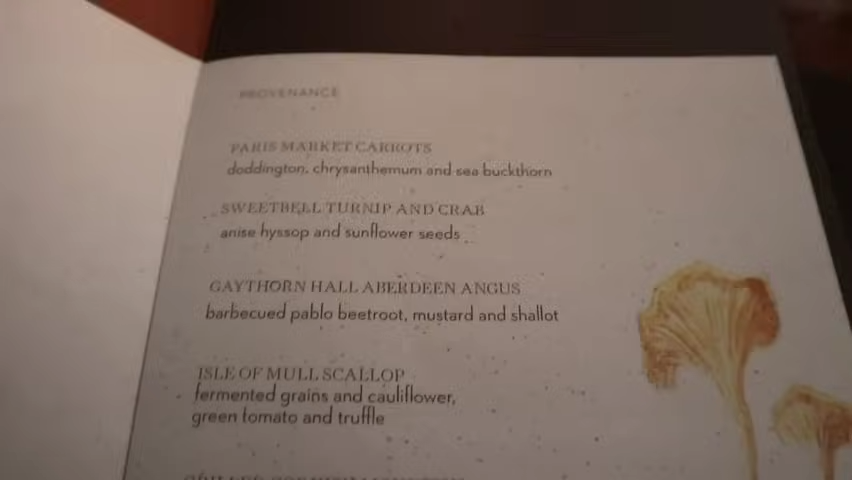 PROVENANCE
PARIS MARKET CARROTS
doddington, chrysanthemum and sea buckthorn
SWEETBELL TURNIP AND CRAB
anise hyssop and sunflower seeds
GAYTHORN HALL ABERDEEN ANGUS
barbecued pablo beetroot, mustard and shallot
ISLE OF MULL SCALLOP
fermented grains and cauliflower,
green tomato and truffle